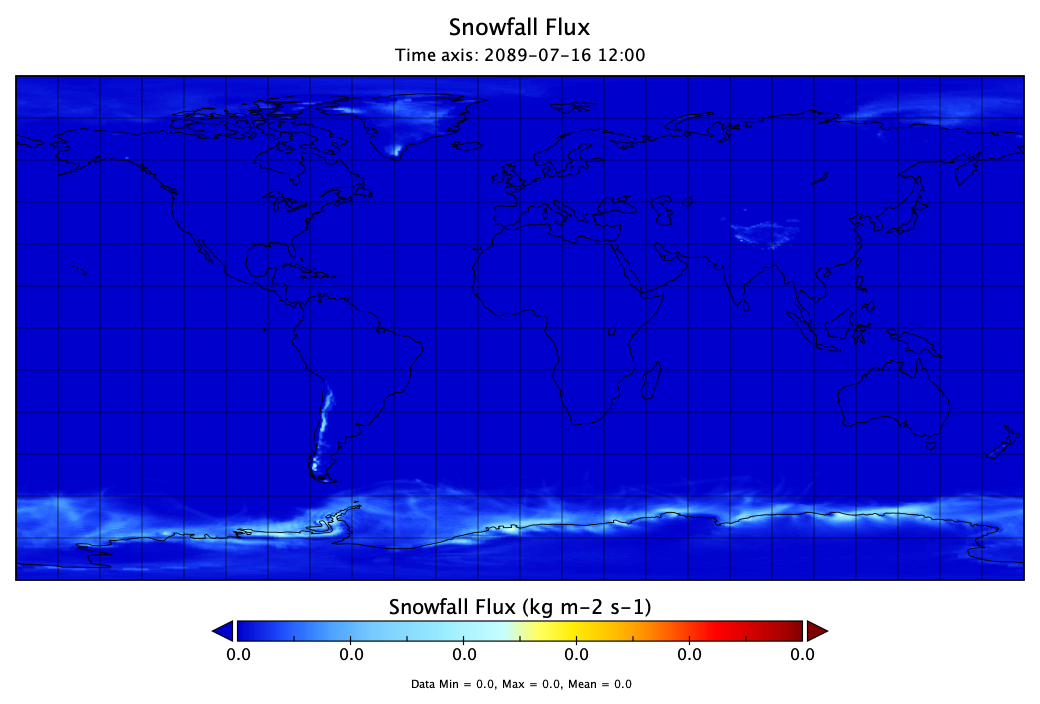 Snowfall Flux
Time axis: 2089-07-16 12:00
Snowfall Flux (kg m-2 s-1)
0.0 0.0 0.0 0.0 0.0 0.0
Data Min = 0.0, Max = 0.0, Mean = 0.0